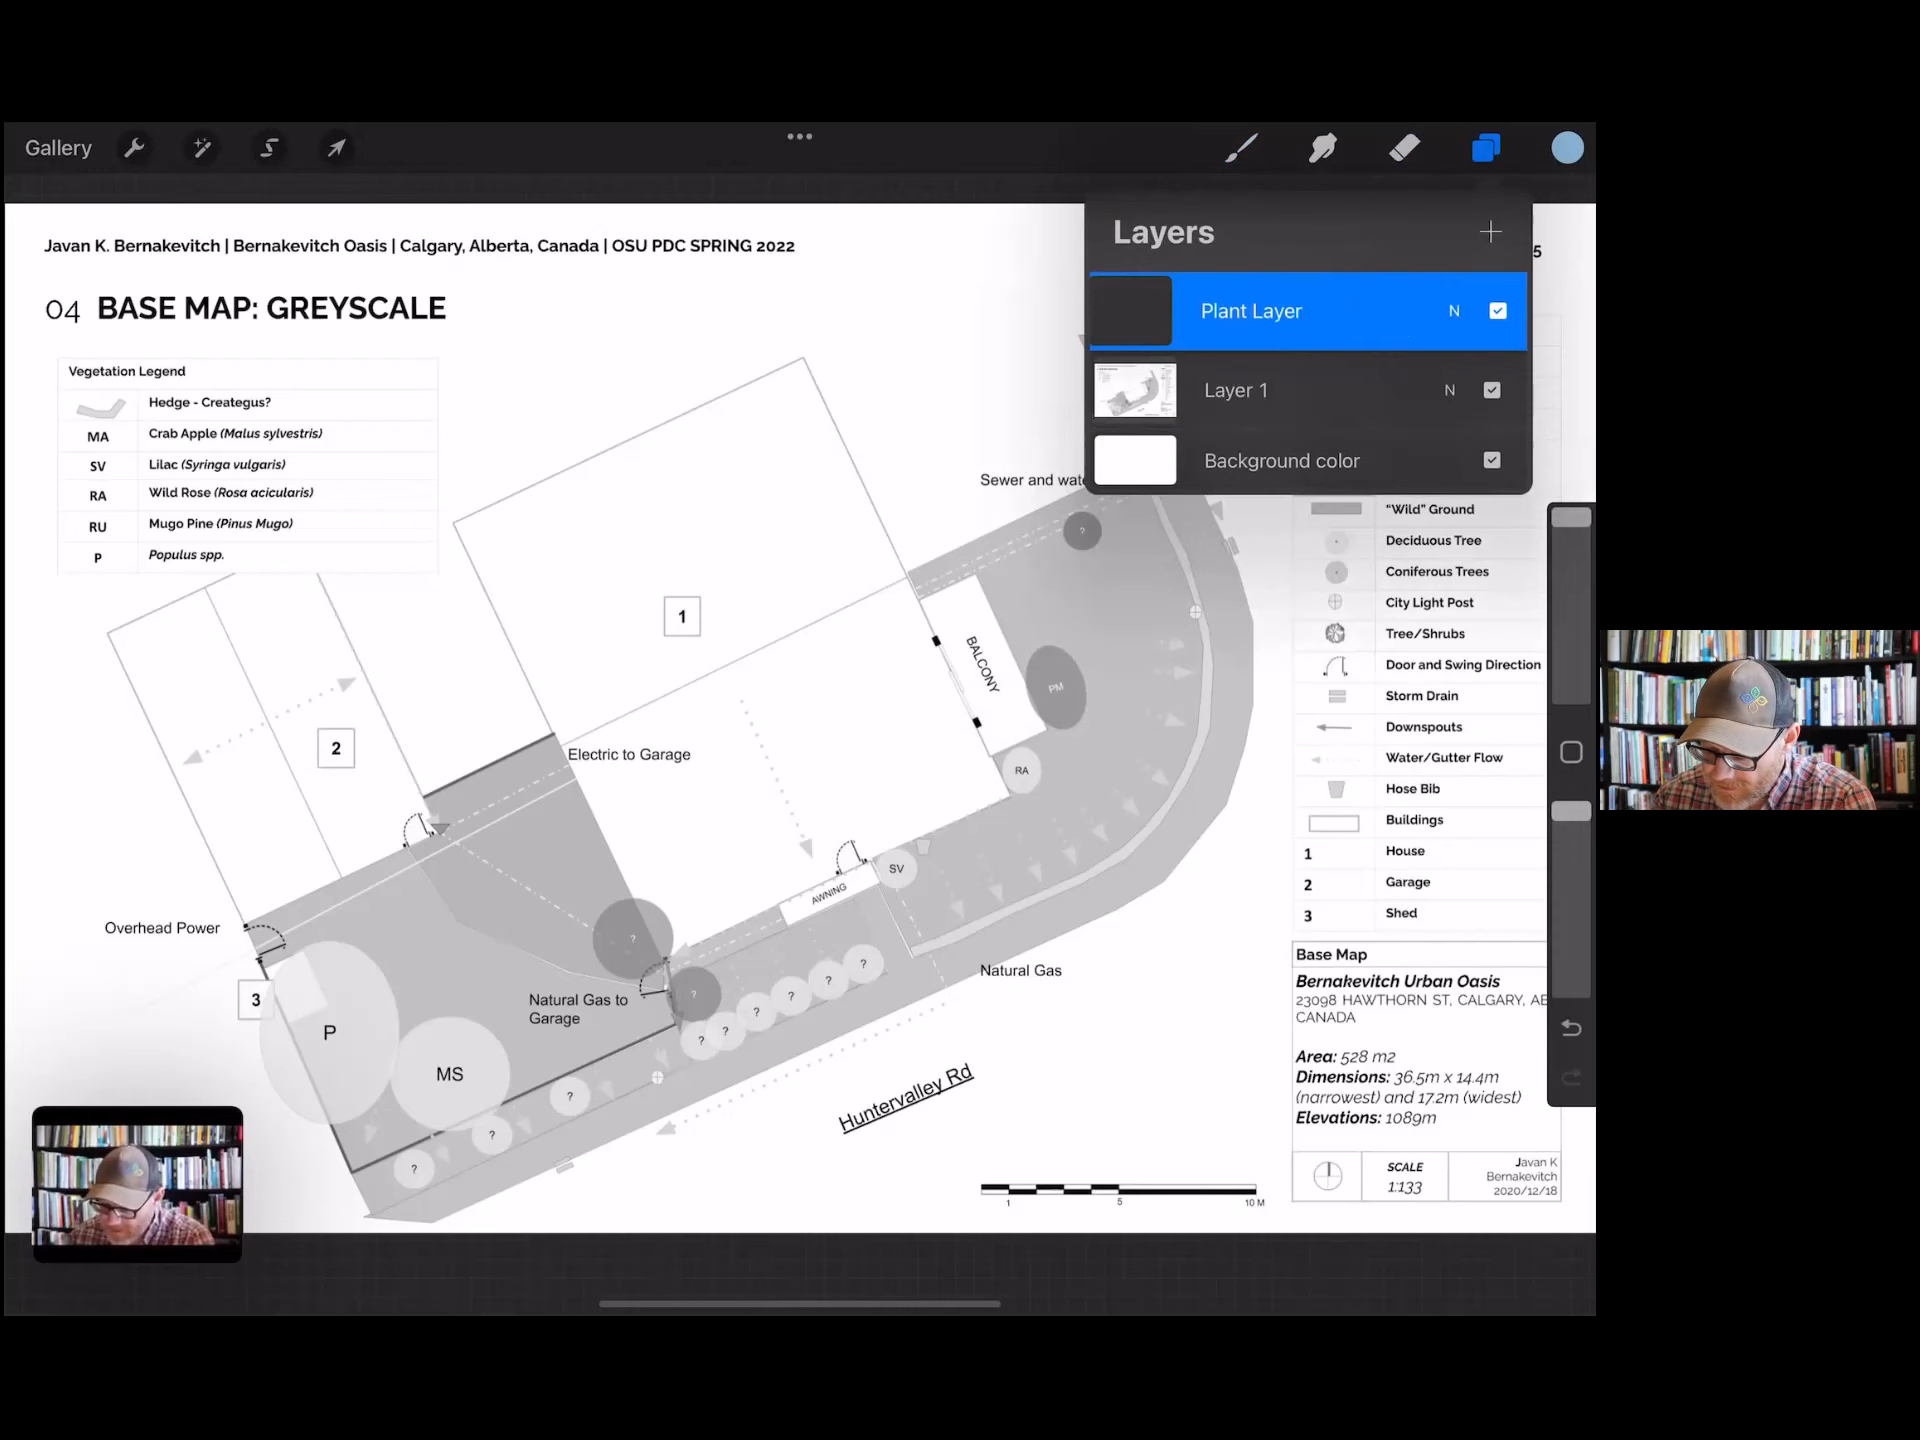 Gallery
Javan K. Bernakevitch | Bernakevitch Oasis | Calgary, Alberta, Canada | OSU PDC SPRING 2022
5
04 BASE MAP: GREYSCALE
Layers
Plant Layer N
Layer 1 N
Background color
Vegetation Legend
Hedge - Creategus?
MA Crab Apple (Malus sylvestris)
SV Lilac (Syringa vulgaris)
RA Wild Rose (Rosa acicularis)
RU Mugo Pine (Pinus Mugo)
P Populus spp.
Sewer and wate
?
1
BALCONY
PM
2
Electric to Garage
RA
SV
AWNING
Overhead Power
?
?
?
?
?
?
?
?
Natural Gas
Natural Gas to
Garage
3
P
MS
?
?
?
Huntervalley Rd
1 5 10 M
"Wild" Ground
Deciduous Tree
Coniferous Trees
City Light Post
Tree/Shrubs
Door and Swing Direction
Storm Drain
Downspouts
Water/Gutter Flow
Hose Bib
Buildings
1 House
2 Garage
3 Shed
Base Map
Bernakevitch Urban Oasis
23098 HAWTHORN ST, CALGARY, AB
CANADA
Area: 528 m2
Dimensions: 36.5m x 14.4m
(narrowest) and 17.2m (widest)
Elevations: 1089m
SCALE
1:133
Javan K
Bernakevitch
2020/12/18